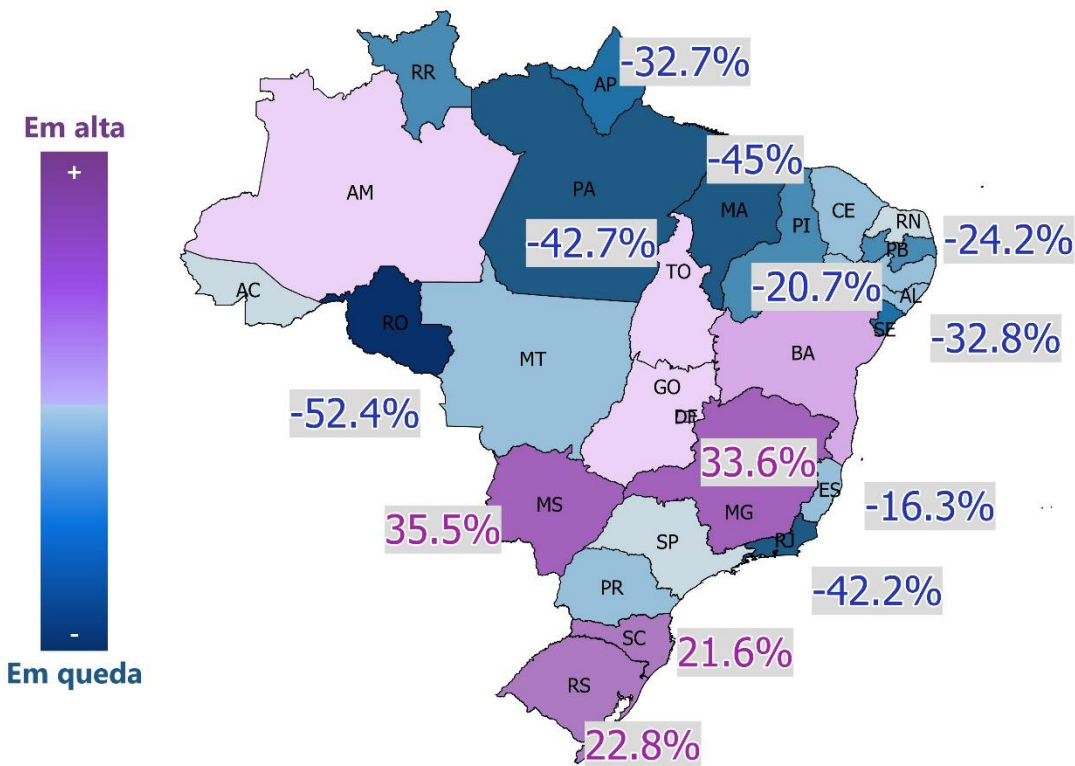 Em alta
+
-
Em queda
RR
AP
-32.7%
AM
PA
-42.7%
-45%
MA
PI
CE
RN
PB
-24.2%
AC
RO
-52.4%
TO
-20.7%
AL
SE
-32.8%
MT
BA
GO
DF
33.6%
MG
ES
-16.3%
MS
35.5%
SP
RJ
-42.2%
PR
SC
21.6%
RS
22.8%